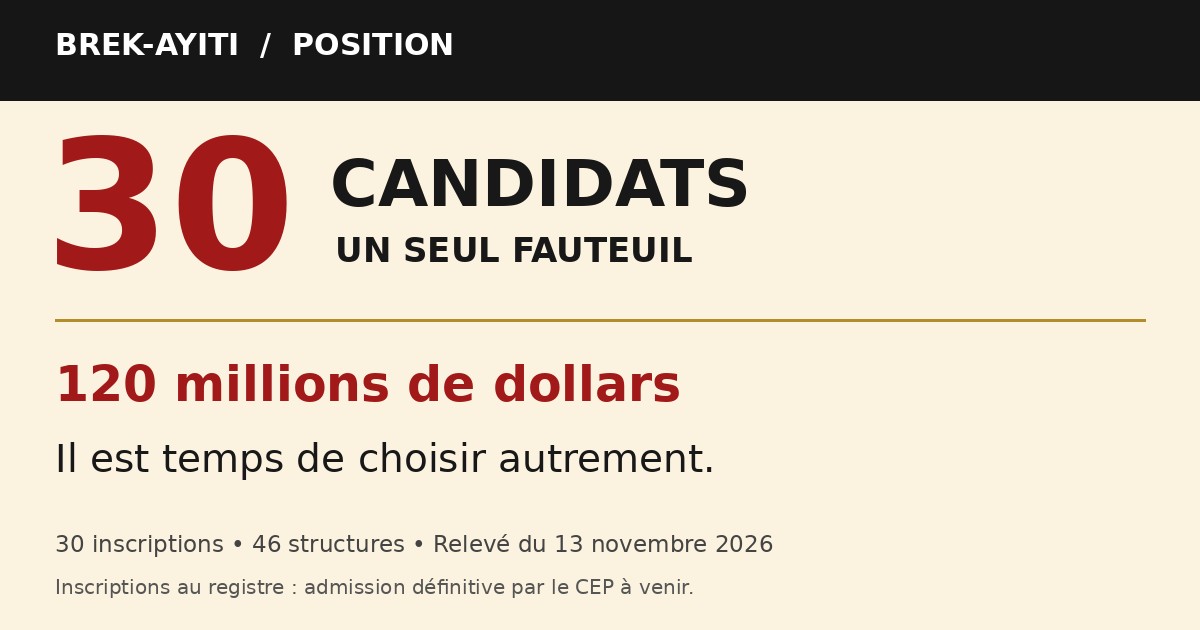 BREK-AYITI / POSITION
30 CANDIDATS
UN SEUL FAUTEUIL
120 millions de dollars
Il est temps de choisir autrement.
30 inscriptions • 46 structures • Relevé du 13 novembre 2026
Inscriptions au registre : admission définitive par le CEP à venir.